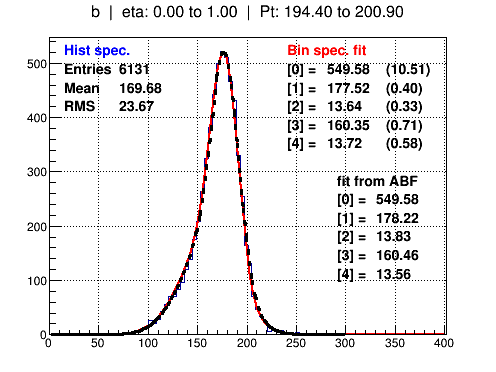 b | eta: 0.00 to 1.00 | Pt: 194.40 to 200.90
Hist spec.
Entries 6131
Mean 169.68
RMS 23.67
Bin spec. fit
[0] = 549.58 (10.51)
[1] = 177.52 (0.40)
[2] = 13.64 (0.33)
[3] = 160.35 (0.71)
[4] = 13.72 (0.58)
fit from ABF
[0] = 549.58
[1] = 178.22
[2] = 13.83
[3] = 160.46
[4] = 13.56
500
400
300
200
100
0
0 50 100 150 200 250 300 350 400